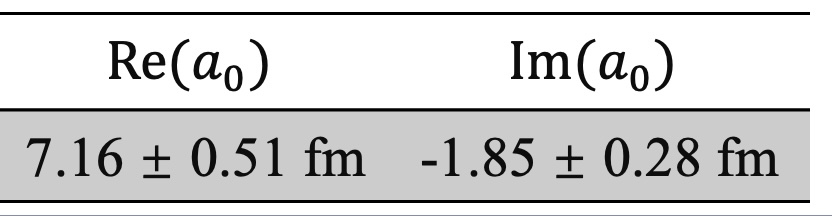 Re(a₀) Im(a₀)
7.16 ± 0.51 fm -1.85 ± 0.28 fm